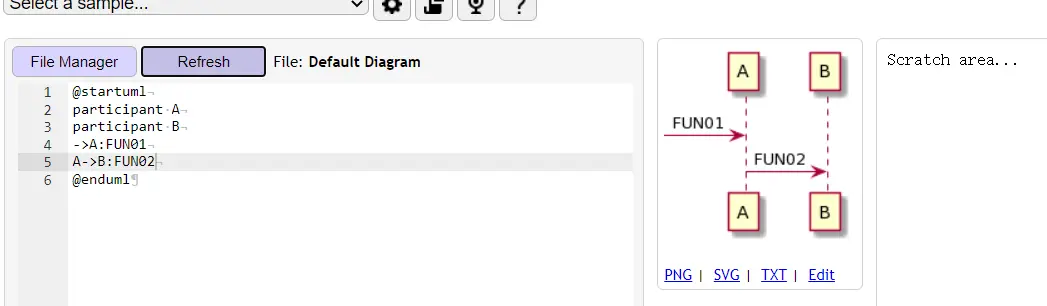 Select a sample...
?
File Manager
Refresh
File: Default Diagram
1 @startuml¬
2 participant·A¬
3 participant·B¬
4 ->A:FUN01¬
5 A->B:FUN02¬
6 @enduml¶
A B
FUN01
FUN02
A B
PNG | SVG | TXT | Edit
Scratch area...